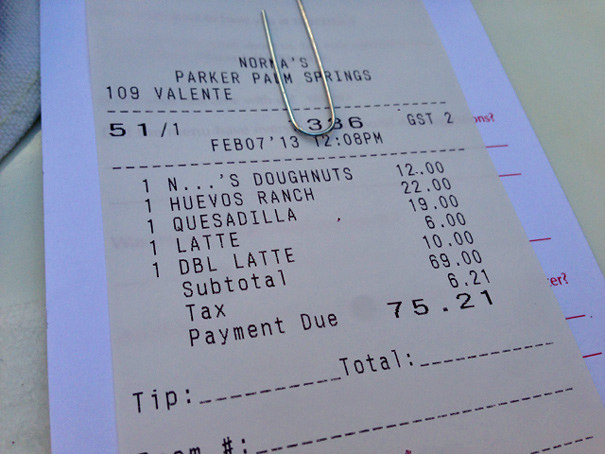 NORMA'S
PARKER PALM SPRINGS
109 VALENTE
51/1 1386 GST 2
FEB07'13 12:08PM
1 N...'S DOUGHNUTS 12.00
1 HUEVOS RANCH 22.00
1 QUESADILLA 19.00
1 LATTE 6.00
1 DBL LATTE 10.00
Subtotal 69.00
Tax 6.21
Payment Due 75.21
Tip: Total:
#:
er?